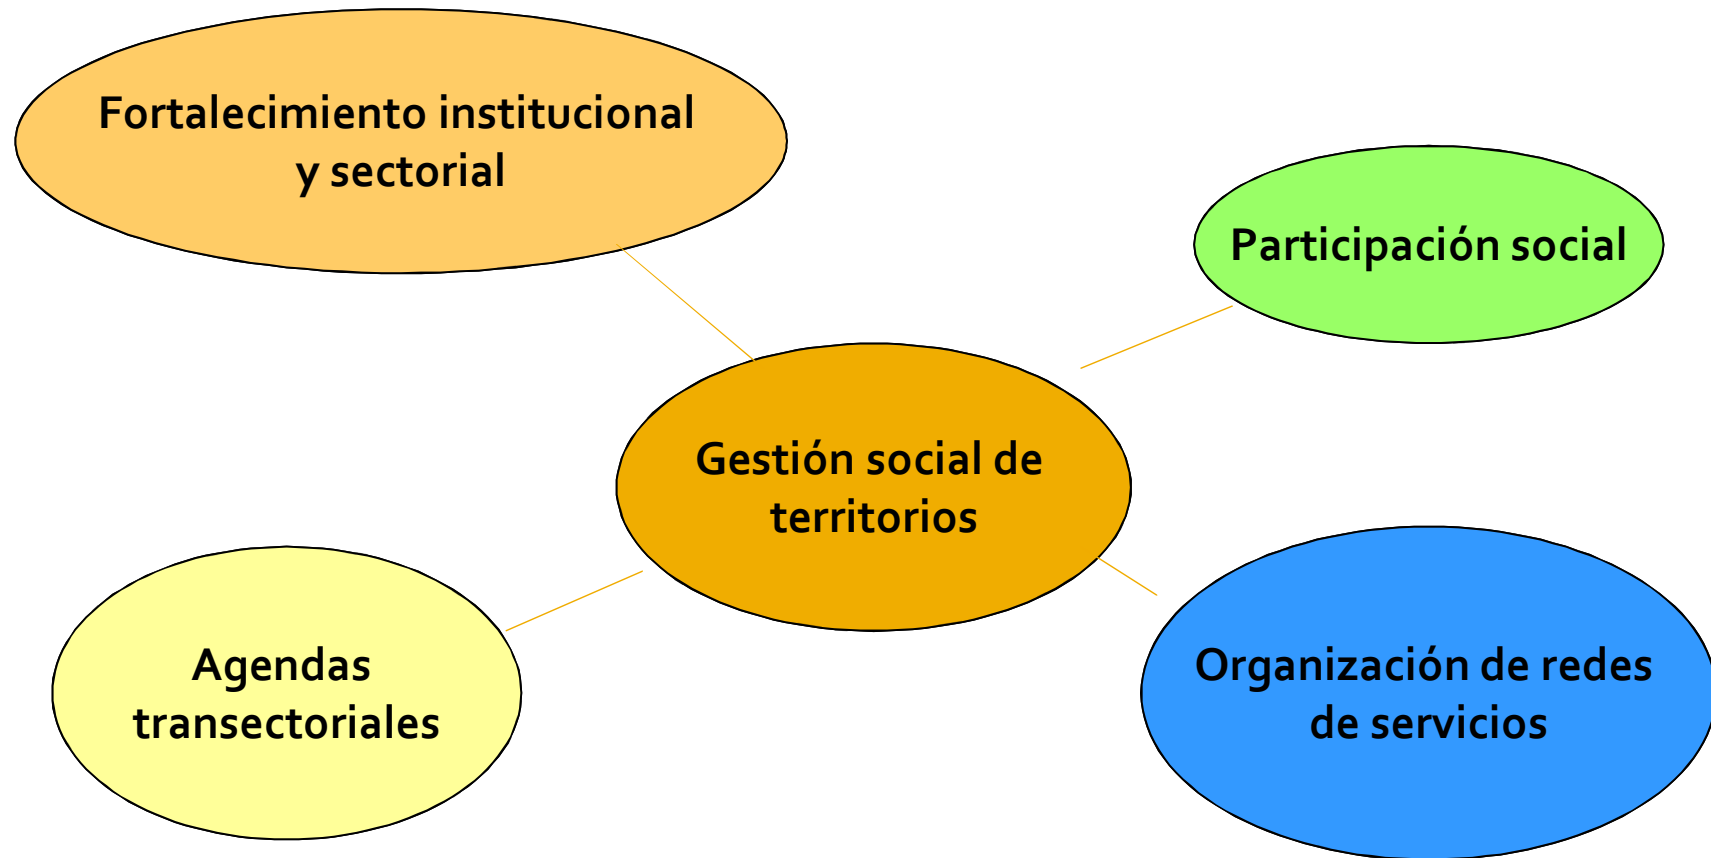 Fortalecimiento institucional
y sectorial
Participación social
Gestión social de
territorios
Agendas
transectoriales
Organización de redes
de servicios